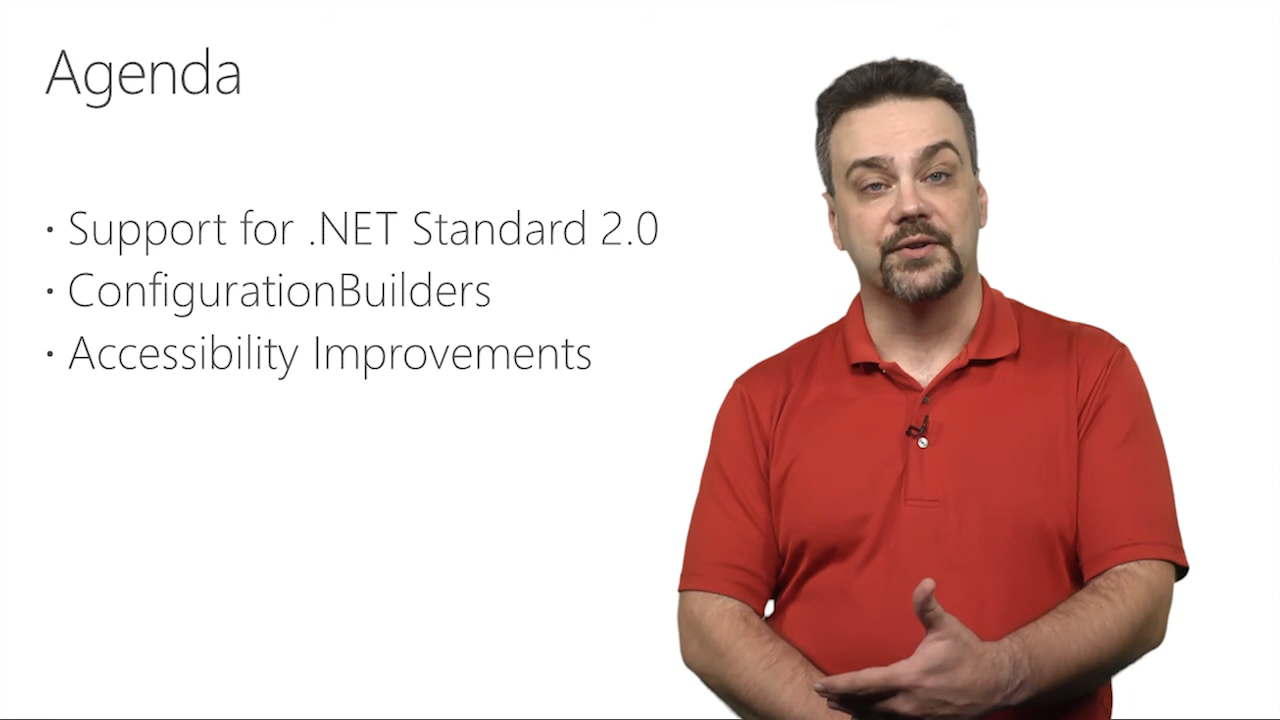 Agenda
• Support for .NET Standard 2.0
• ConfigurationBuilders
• Accessibility Improvements